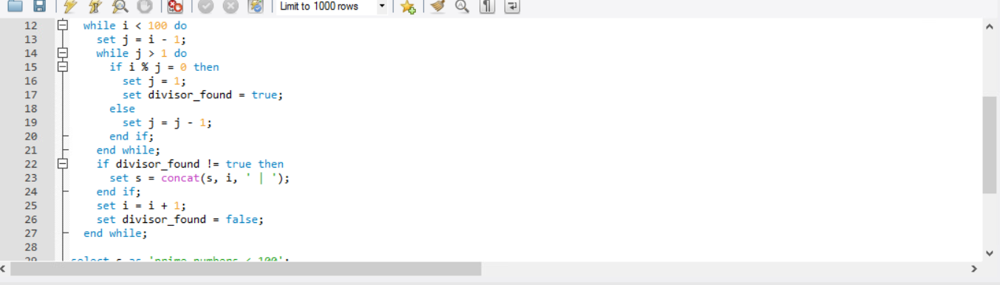 Limit to 1000 rows
12 while i < 100 do
13 set j = i - 1;
14 while j > 1 do
15 if i % j = 0 then
16 set j = 1;
17 set divisor_found = true;
18 else
19 set j = j - 1;
20 end if;
21 end while;
22 if divisor_found != true then
23 set s = concat(s, i, ' | ');
24 end if;
25 set i = i + 1;
26 set divisor_found = false;
27 end while;
28
29 select s as 'prime numbers < 100';